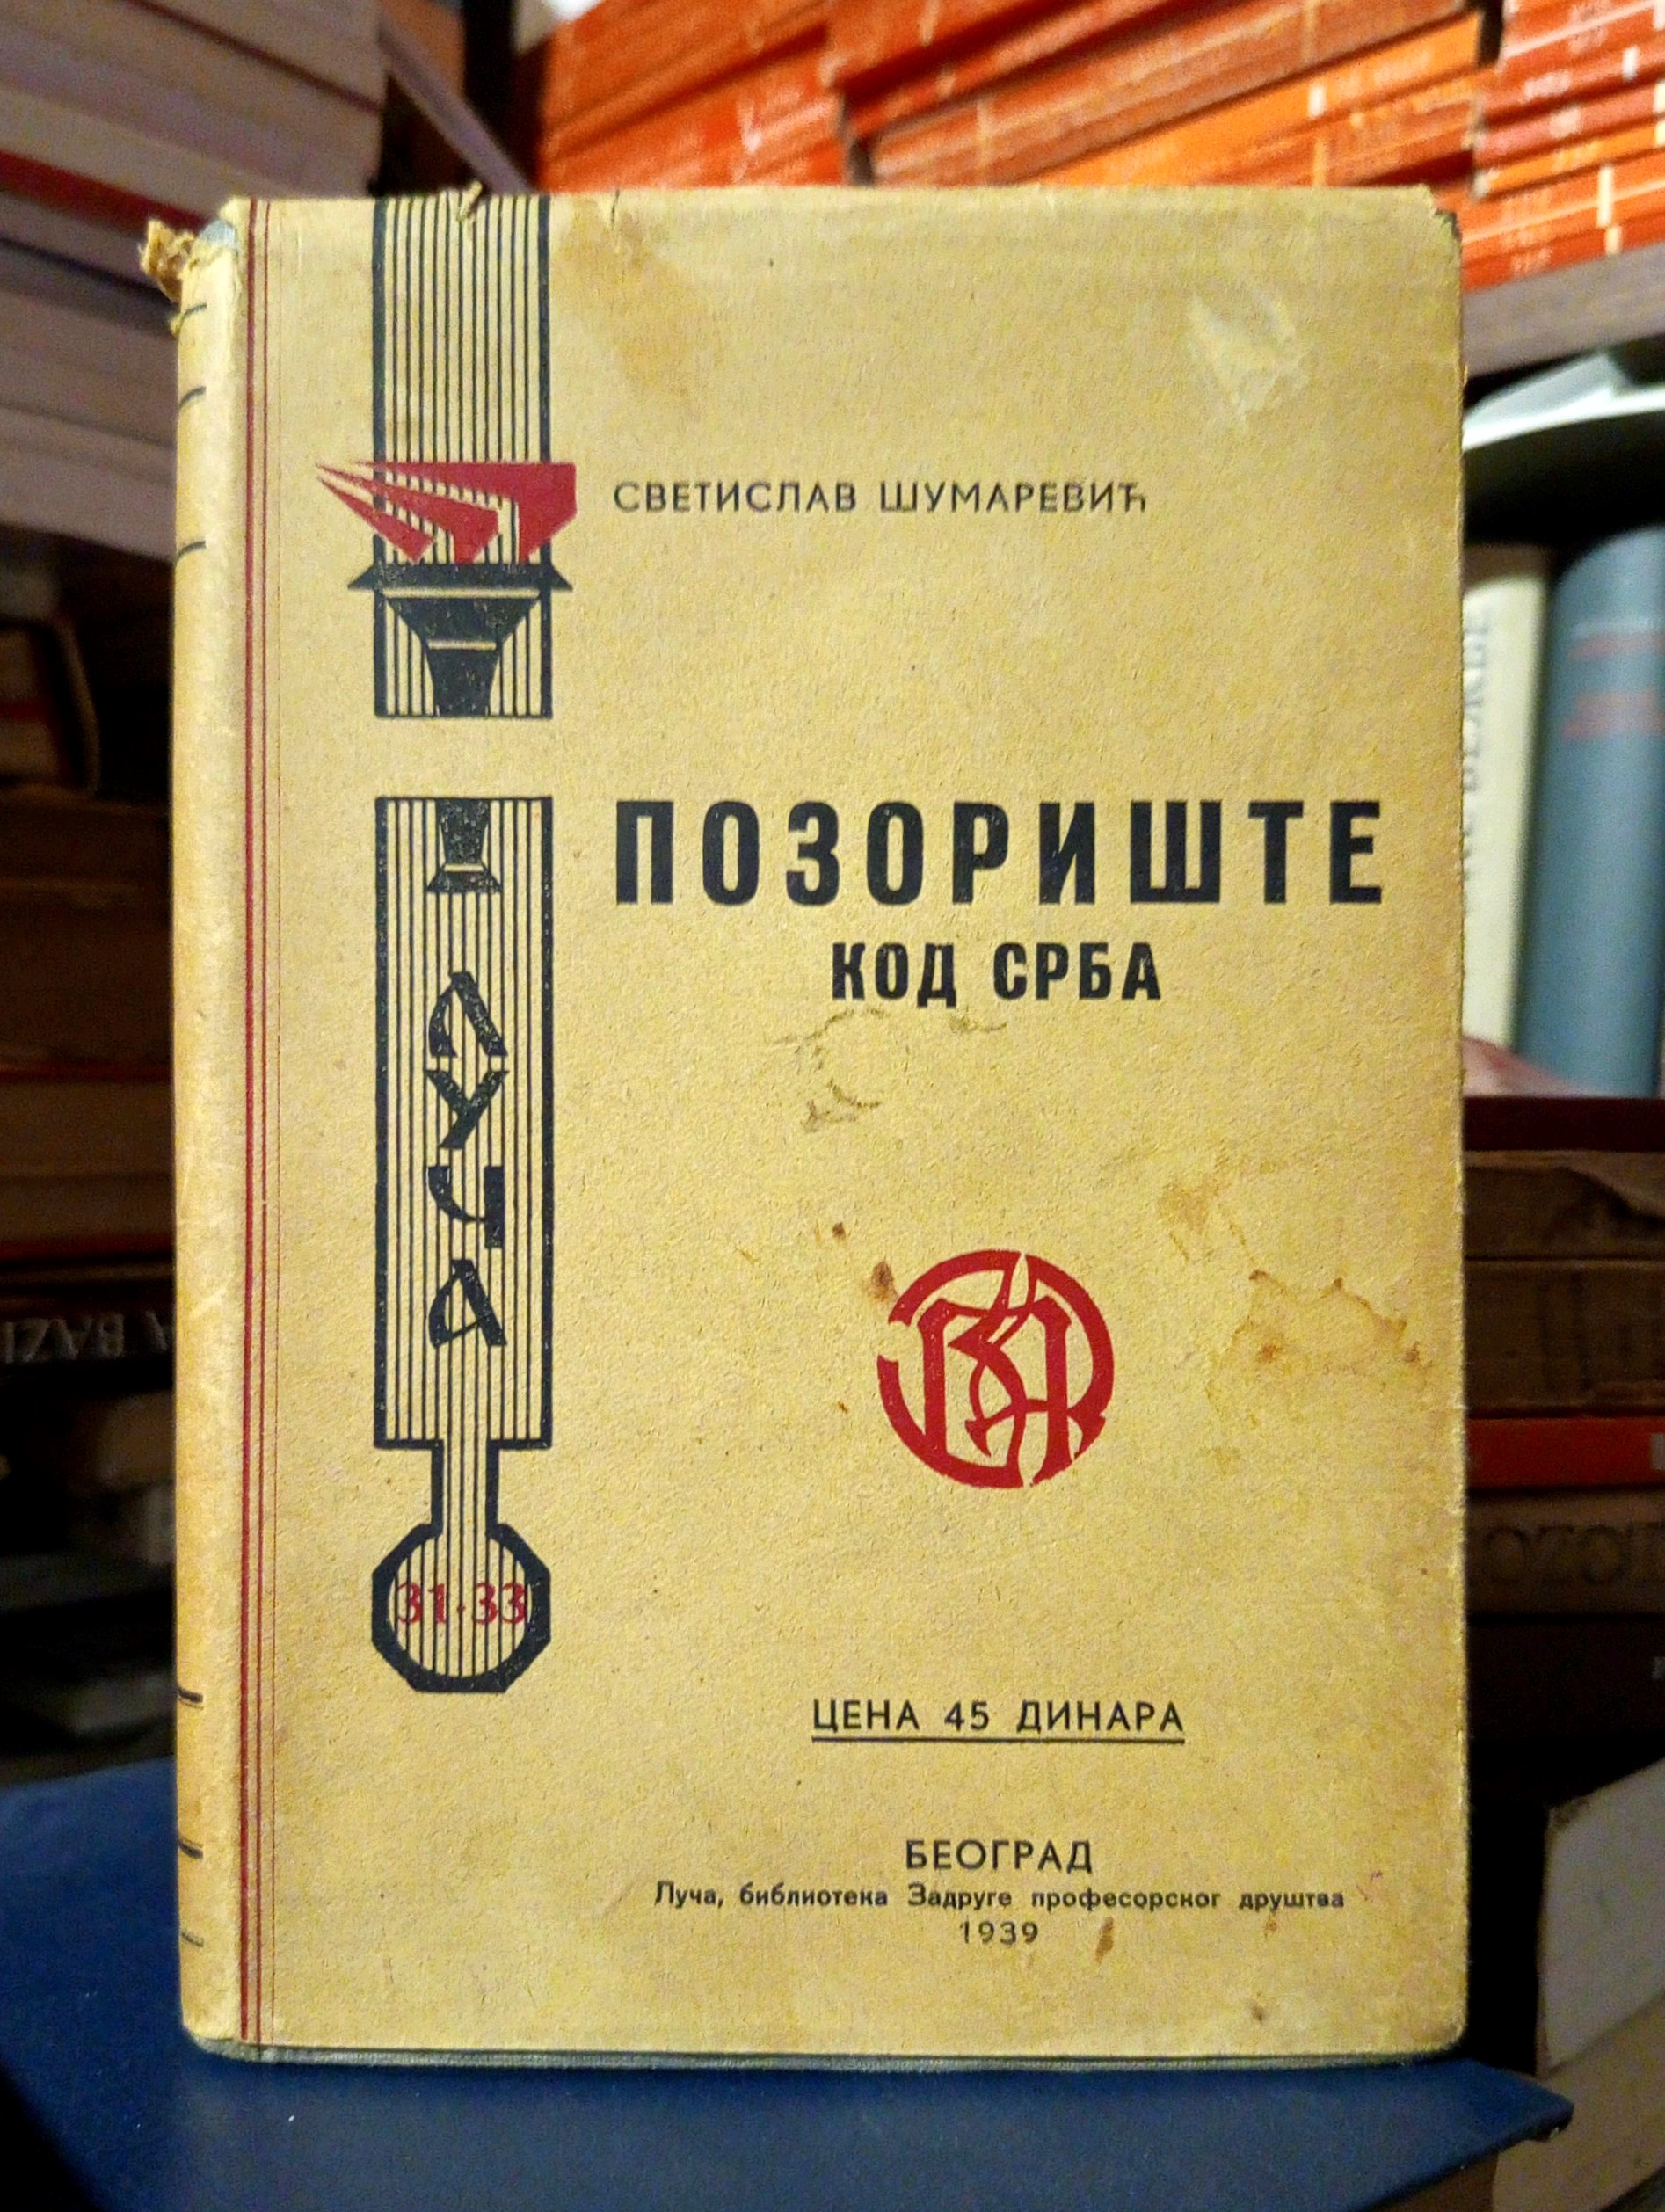 СВЕТИСЛАВ ШУМАРЕВИЋ
ПОЗОРИШТЕ
КОД СРБА
ЛУЧА
31-33
ЦЕНА 45 ДИНАРА
БЕОГРАД
Луча, библиотека Задруге професорског друштва
1939